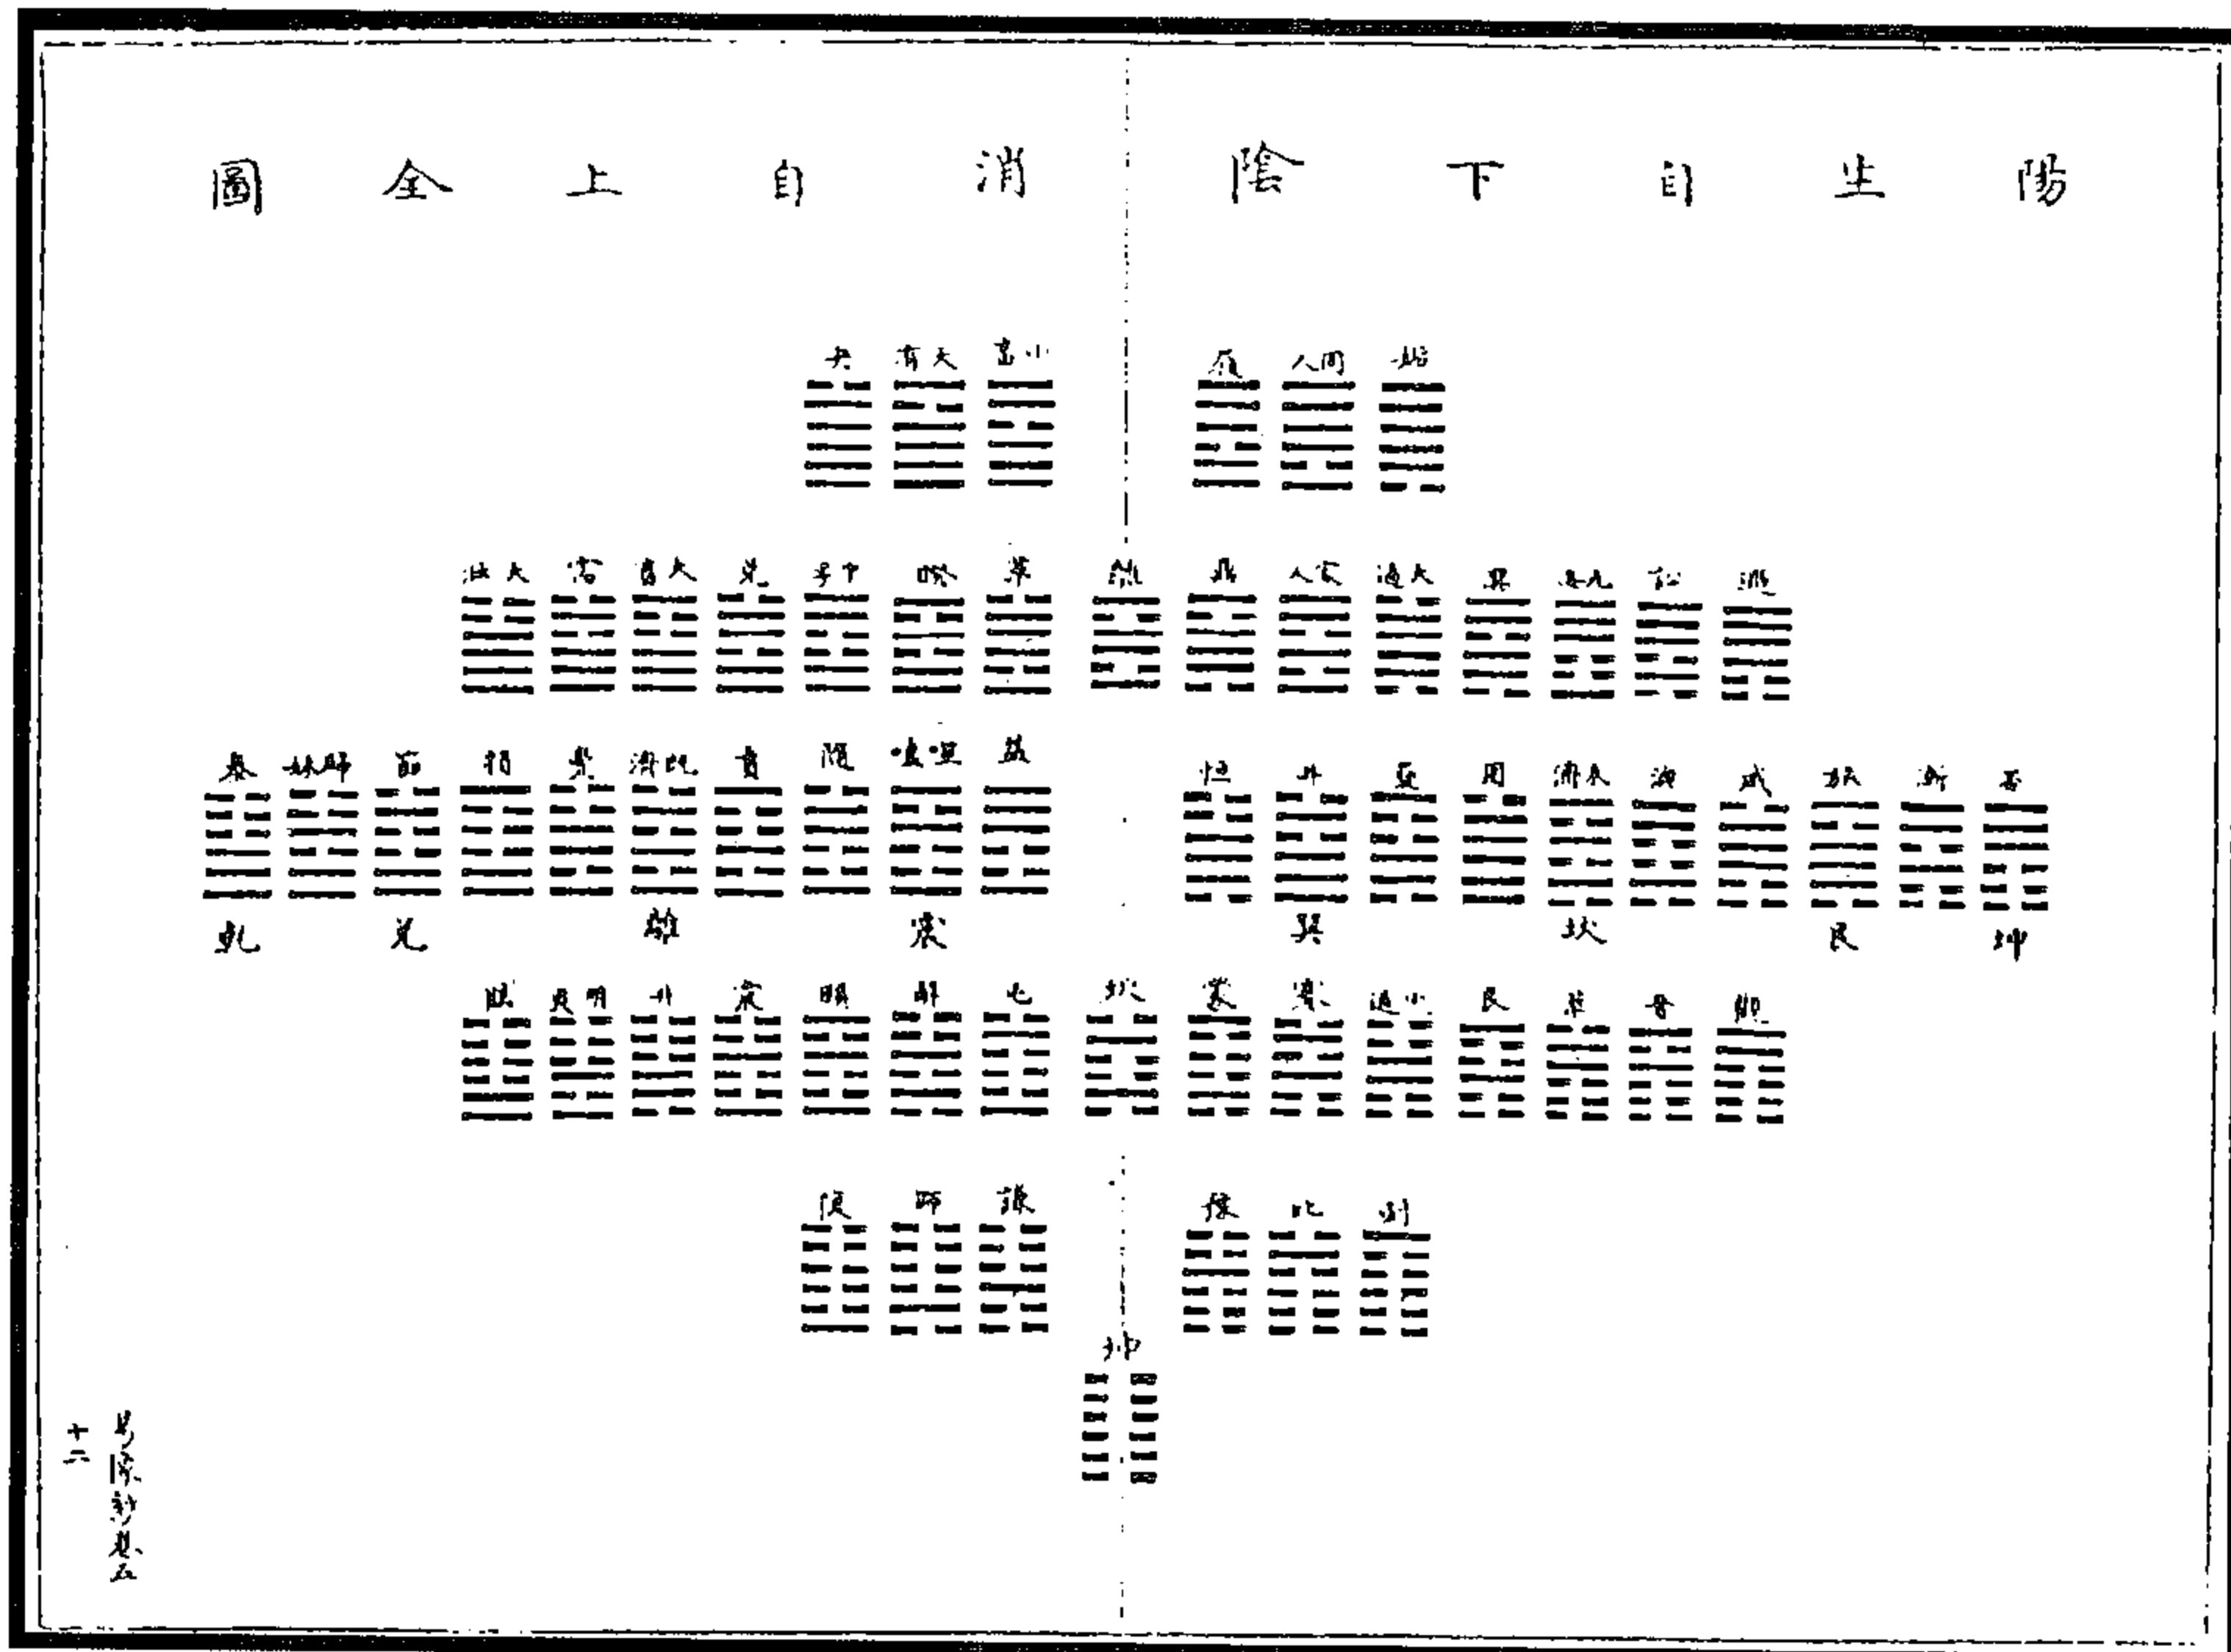 陽生自下陰消自上全圖
姤 同人 履 小畜 大有 夬
遯 訟 无妄 巽 大過 家人 鼎 離 革 睽 中孚 兌 大畜 需 大壯
否 漸 旅 咸 渙 未濟 困 蠱 井 恒 益 噬嗑 隨 賁 既濟 豐 損 節 歸妹 泰
坤 艮 坎 巽 震 離 兌 乾
觀 晉 萃 艮 小過 蹇 蒙 坎 屯 解 頤 震 升 明夷 臨
剝 比 豫 謙 師 復
坤
十二